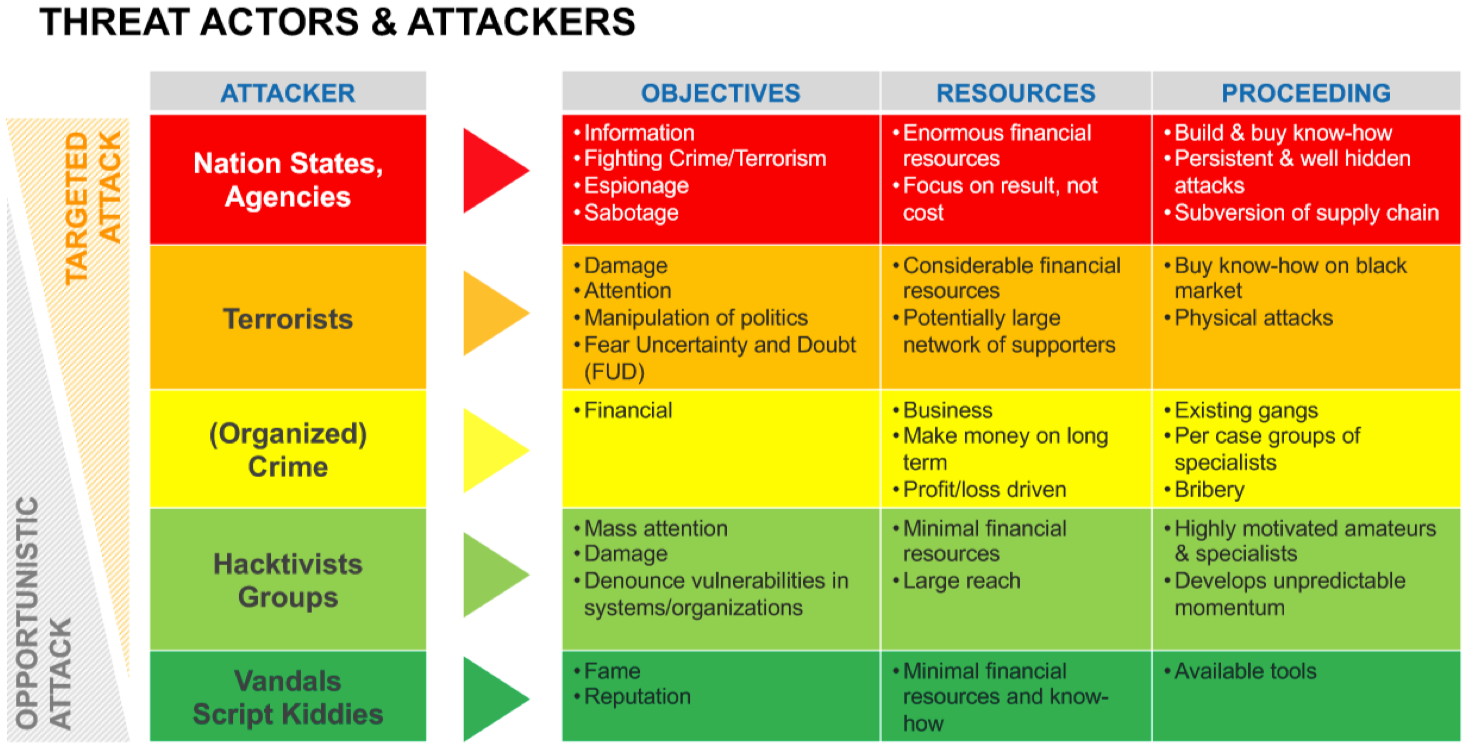 THREAT ACTORS & ATTACKERS
ATTACKER
OBJECTIVES
RESOURCES
PROCEEDING
TARGETED
ATTACK
OPPORTUNISTIC
ATTACK
Nation States,
Agencies
• Information
• Fighting Crime/Terrorism
• Espionage
• Sabotage
• Enormous financial
resources
• Focus on result, not
cost
• Build & buy know-how
• Persistent & well hidden
attacks
• Subversion of supply chain
Terrorists
• Damage
• Attention
• Manipulation of politics
• Fear Uncertainty and Doubt
(FUD)
• Considerable financial
resources
• Potentially large
network of supporters
• Buy know-how on black
market
• Physical attacks
(Organized)
Crime
• Financial
• Business
• Make money on long
term
• Profit/loss driven
• Existing gangs
• Per case groups of
specialists
• Bribery
Hacktivists
Groups
• Mass attention
• Damage
• Denounce vulnerabilities in
systems/organizations
• Minimal financial
resources
• Large reach
• Highly motivated amateurs
& specialists
• Develops unpredictable
momentum
Vandals
Script Kiddies
• Fame
• Reputation
• Minimal financial
resources and know-
how
• Available tools